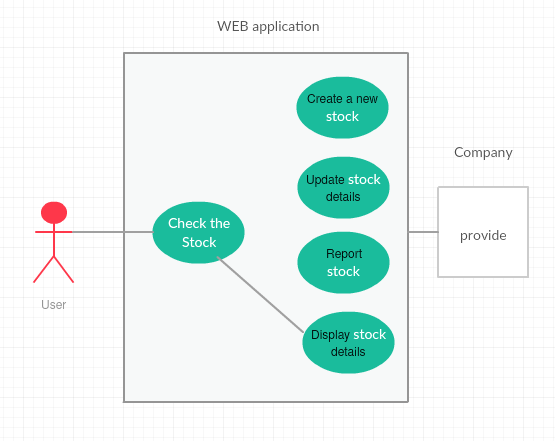 WEB application
Create a new
stock
Update stock
details
Company
Check the
Stock
provide
Report
stock
User
Display stock
details